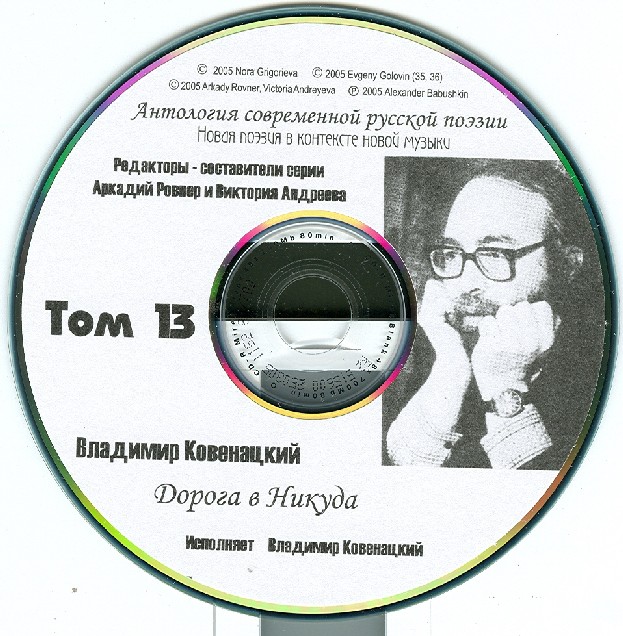 © 2005 Nora Grigorieva © 2005 Evgeny Golovin (35, 36)
© 2005 Arkady Rovner, Victoria Andreyeva ℗ 2005 Alexander Babushkin
Антология современной русской поэзии
Новая поэзия в контексте новой музыки
Редакторы - составители серии
Аркадий Ровнер и Виктория Андреева
Том 13
Владимир Ковенацкий
Дорога в Никуда
Исполняет Владимир Ковенацкий